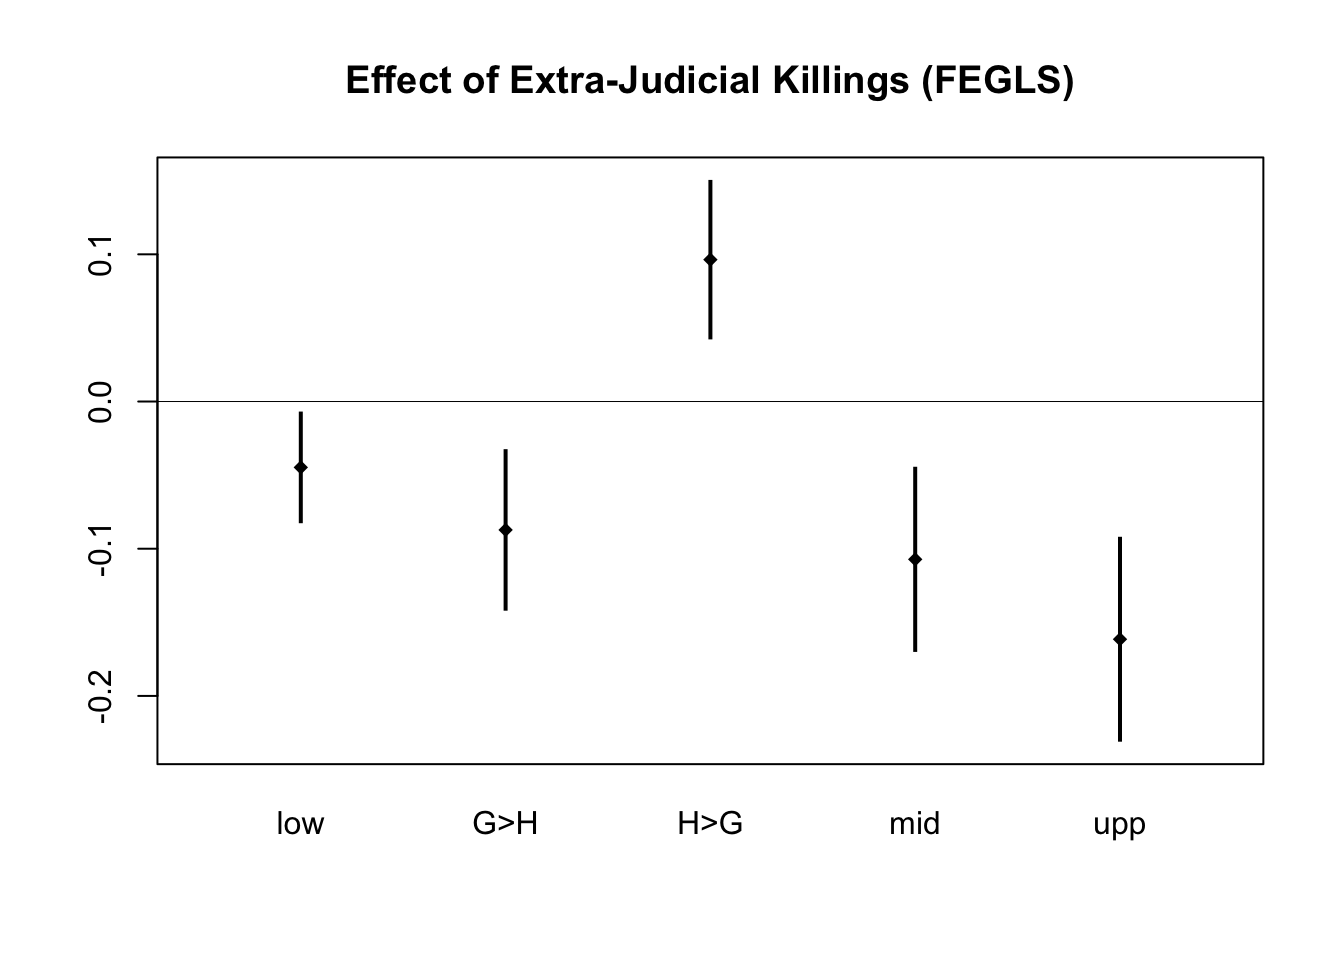 Effect of Extra-Judicial Killings (FEGLS)
0.1
0.0
-0.1
-0.2
low G>H H>G mid upp